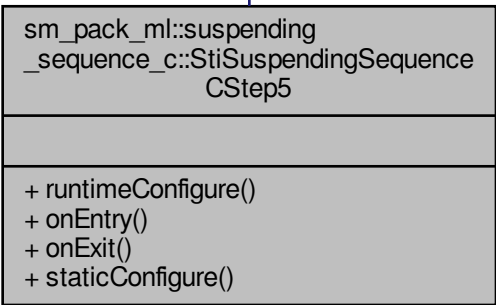 sm_pack_ml::suspending
_sequence_c::StiSuspendingSequence
CStep5
+ runtimeConfigure()
+ onEntry()
+ onExit()
+ staticConfigure()